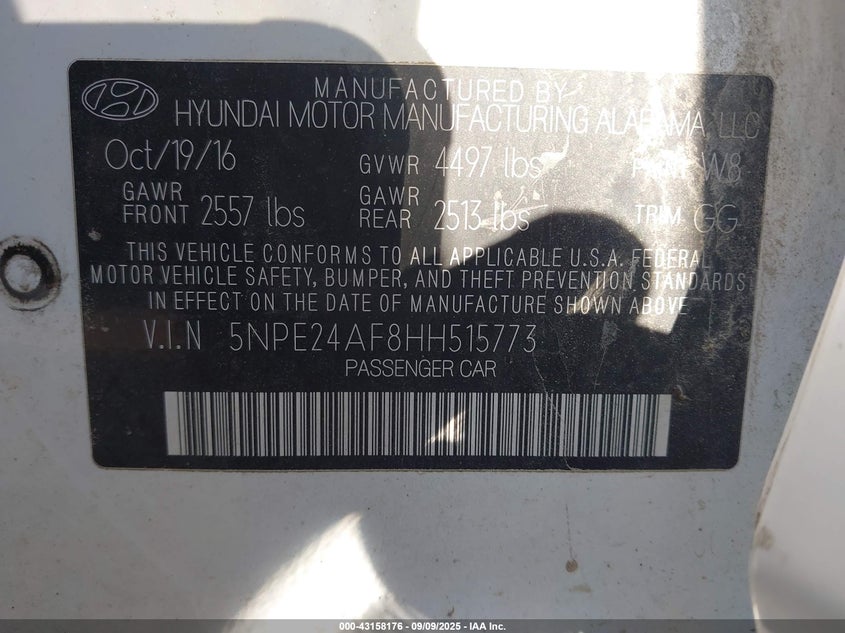 MANUFACTURED BY
HYUNDAI MOTOR MANUFACTURING ALABAMA, LLC
Oct/19/16 GVWR 4497 lbs W8
GAWR FRONT 2557 lbs GAWR REAR 2513 lbs TRIM GG
THIS VEHICLE CONFORMS TO ALL APPLICABLE U.S.A. FEDERAL
MOTOR VEHICLE SAFETY, BUMPER, AND THEFT PREVENTION STANDARDS
IN EFFECT ON THE DATE OF MANUFACTURE SHOWN ABOVE.
V.I.N 5NPE24AF8HH515773
PASSENGER CAR
000-43158176 - 09/09/2025 - IAA Inc.